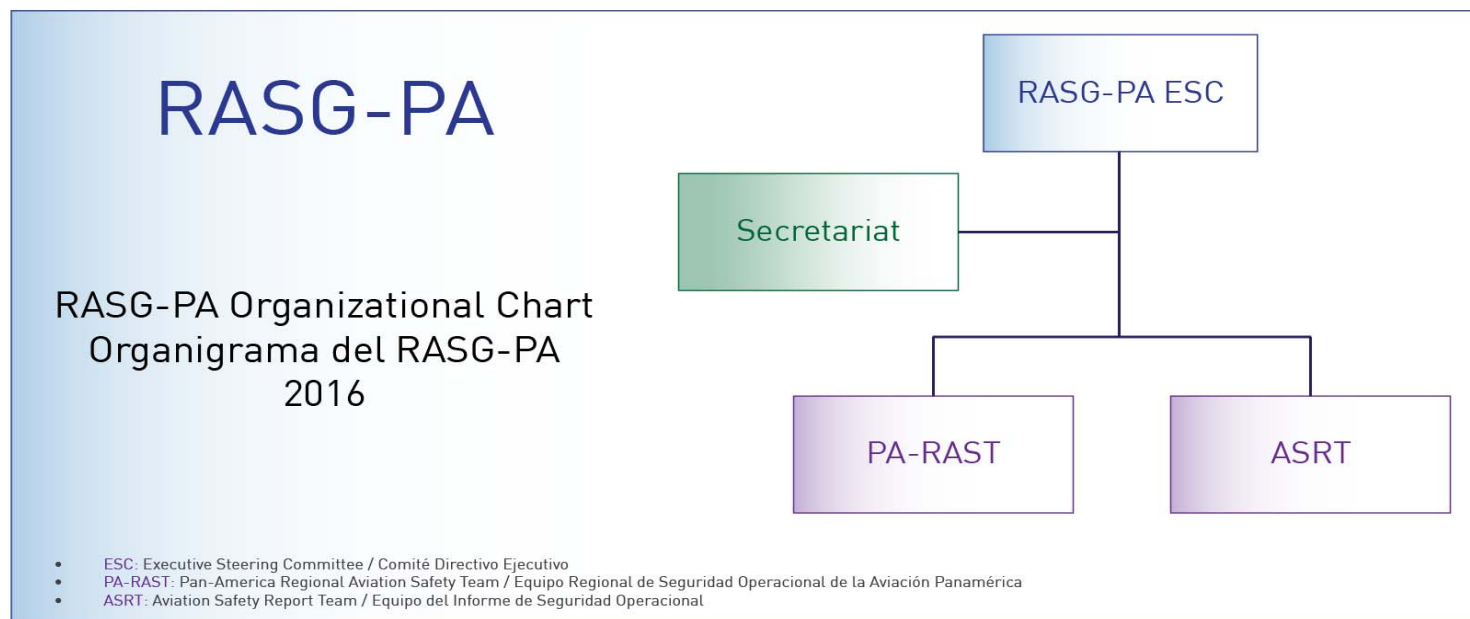 RASG-PA
RASG-PA Organizational Chart
Organigrama del RASG-PA
2016
RASG-PA ESC
Secretariat
PA-RAST
ASRT
• ESC: Executive Steering Committee / Comité Directivo Ejecutivo
• PA-RAST: Pan-America Regional Aviation Safety Team / Equipo Regional de Seguridad Operacional de la Aviación Panamérica
• ASRT: Aviation Safety Report Team / Equipo del Informe de Seguridad Operacional